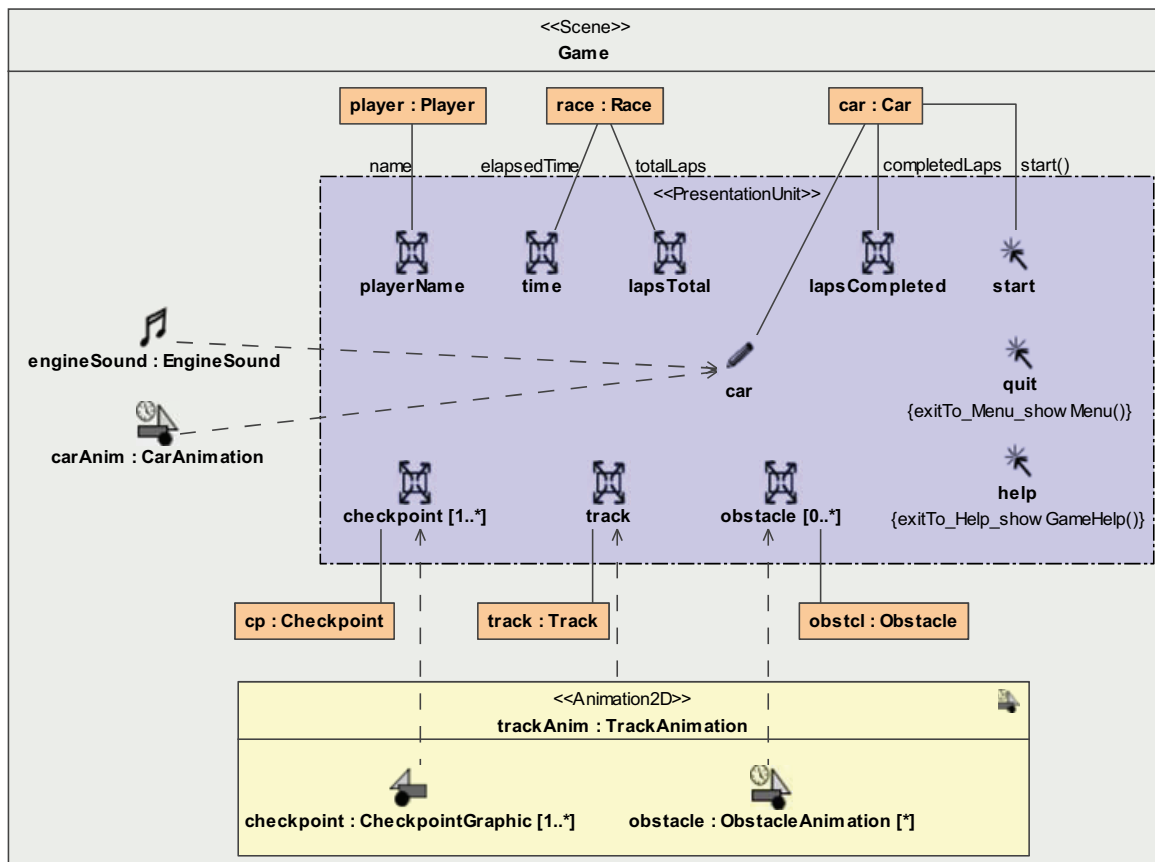 <<Scene>>
Game
player : Player
race : Race
car : Car
name
elapsedTime
totalLaps
completedLaps
start()
<<PresentationUnit>>
playerName
time
lapsTotal
lapsCompleted
start
engineSound : EngineSound
car
quit
{exitTo_Menu_show Menu()}
carAnim : CarAnimation
help
{exitTo_Help_show GameHelp()}
checkpoint [1..*]
track
obstacle [0..*]
cp : Checkpoint
track : Track
obstcl : Obstacle
<<Animation2D>>
trackAnim : TrackAnimation
checkpoint : CheckpointGraphic [1..*]
obstacle : ObstacleAnimation [*]